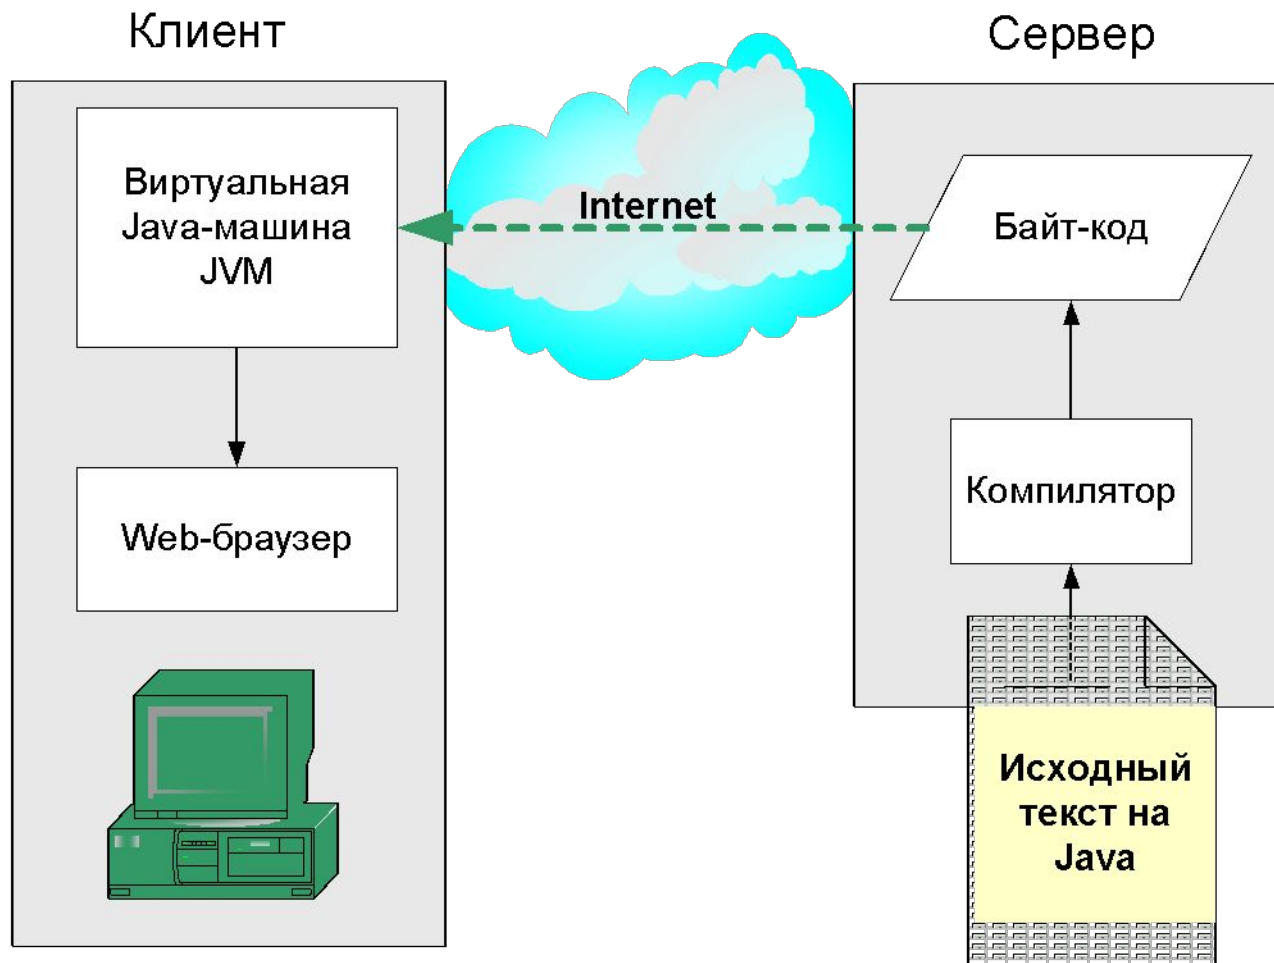 Клиент
Сервер
Виртуальная
Java-машина
JVM
Internet
Байт-код
Web-браузер
Компилятор
Исходный
текст на
Java